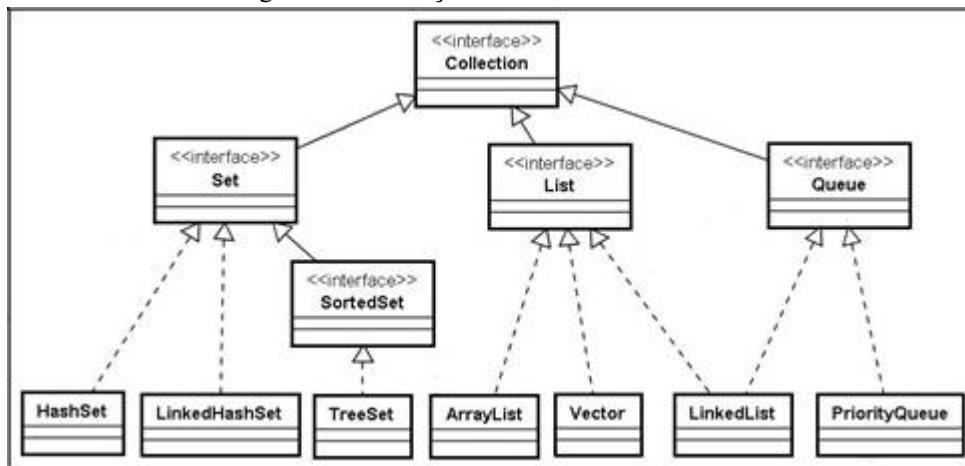 <<interface>>
Collection
<<interface>>
Set
<<interface>>
List
<<interface>>
Queue
<<interface>>
SortedSet
HashSet
LinkedHashSet
TreeSet
ArrayList
Vector
LinkedList
PriorityQueue